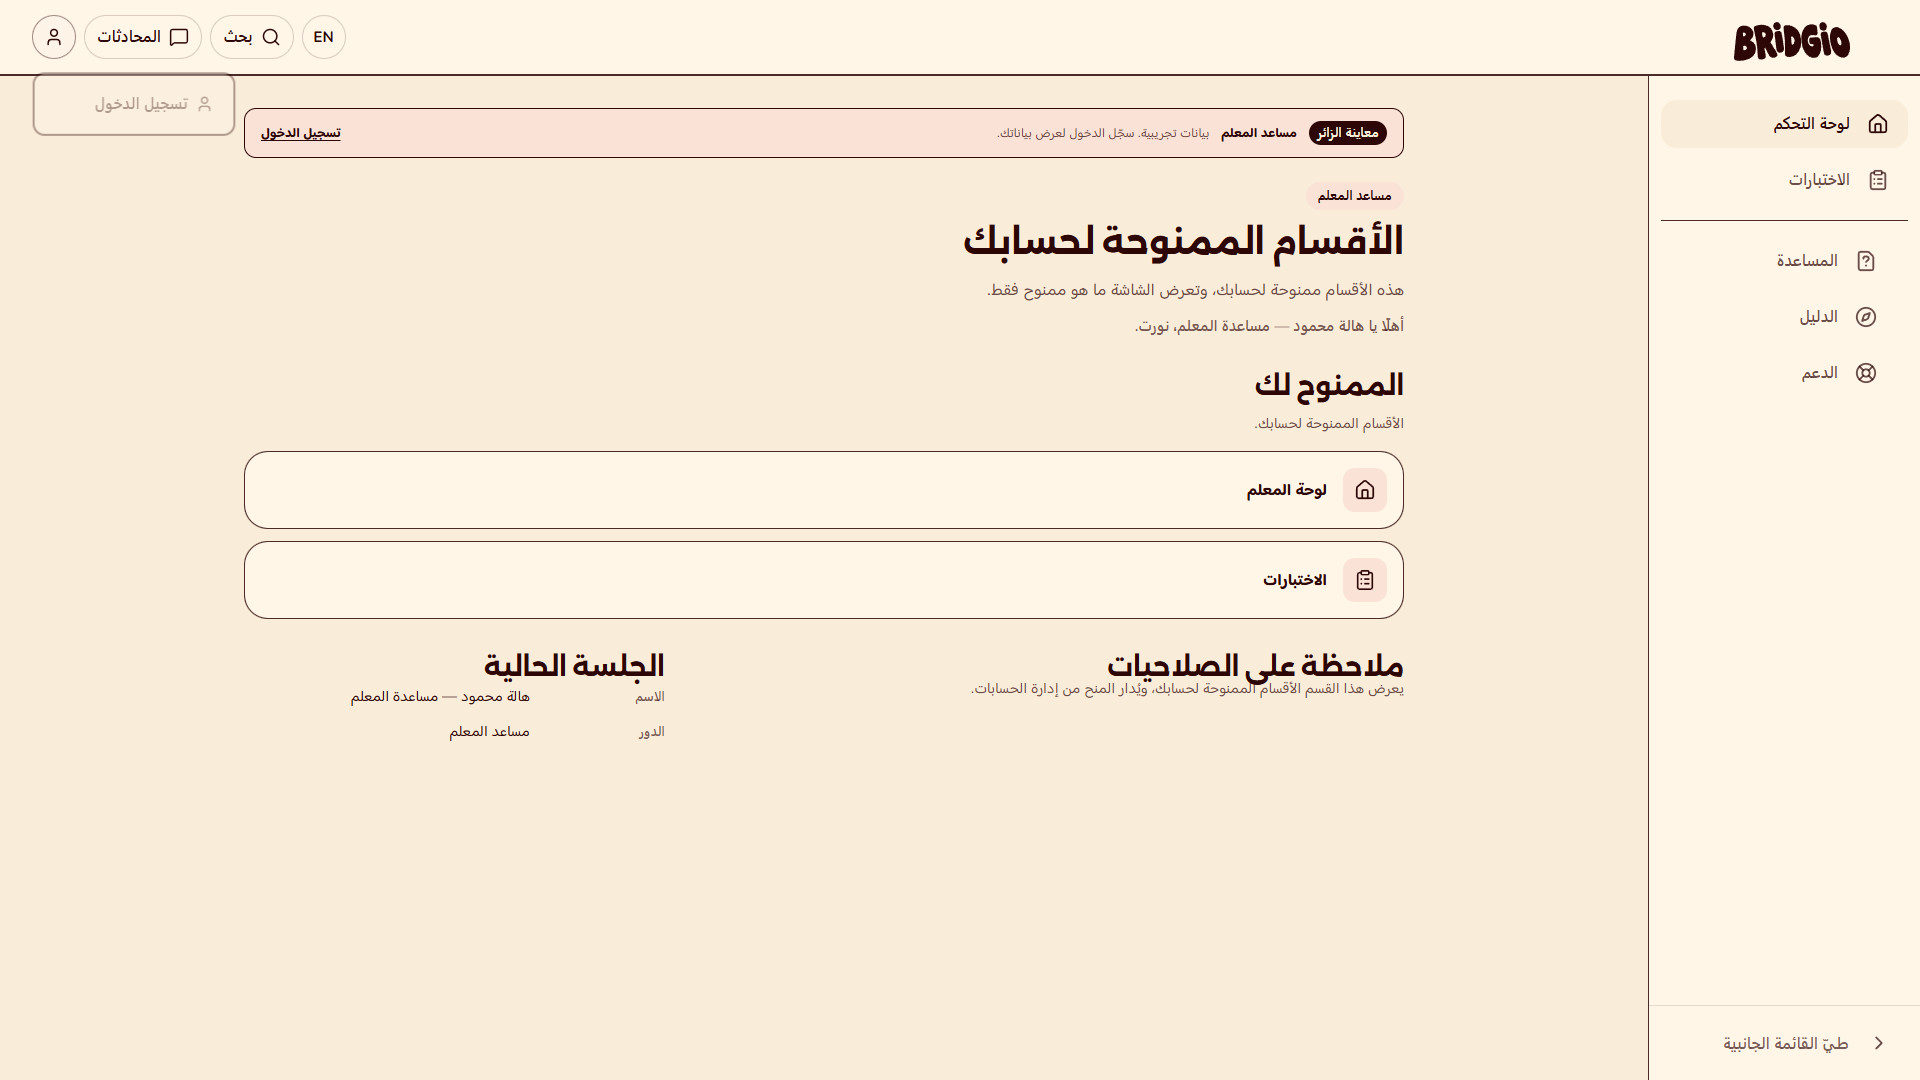 BRiDGiO
EN
بحث
المحادثات
تسجيل الدخول
لوحة التحكم
الاختبارات
المساعدة
الدليل
الدعم
طيّ القائمة الجانبية
معاينة الزائر
مساعد المعلم
بيانات تجريبية. سجّل الدخول لعرض بياناتك.
تسجيل الدخول
مساعد المعلم
الأقسام الممنوحة لحسابك
هذه الأقسام ممنوحة لحسابك، وتعرض الشاشة ما هو ممنوح فقط.
أهلًا يا هالة محمود — مساعدة المعلم، نورت.
الممنوح لك
الأقسام الممنوحة لحسابك.
لوحة المعلم
الاختبارات
ملاحظة على الصلاحيات
يعرض هذا القسم الأقسام الممنوحة لحسابك، ويُدار المنح من إدارة الحسابات.
الجلسة الحالية
الاسم
هالة محمود — مساعدة المعلم
الدور
مساعد المعلم